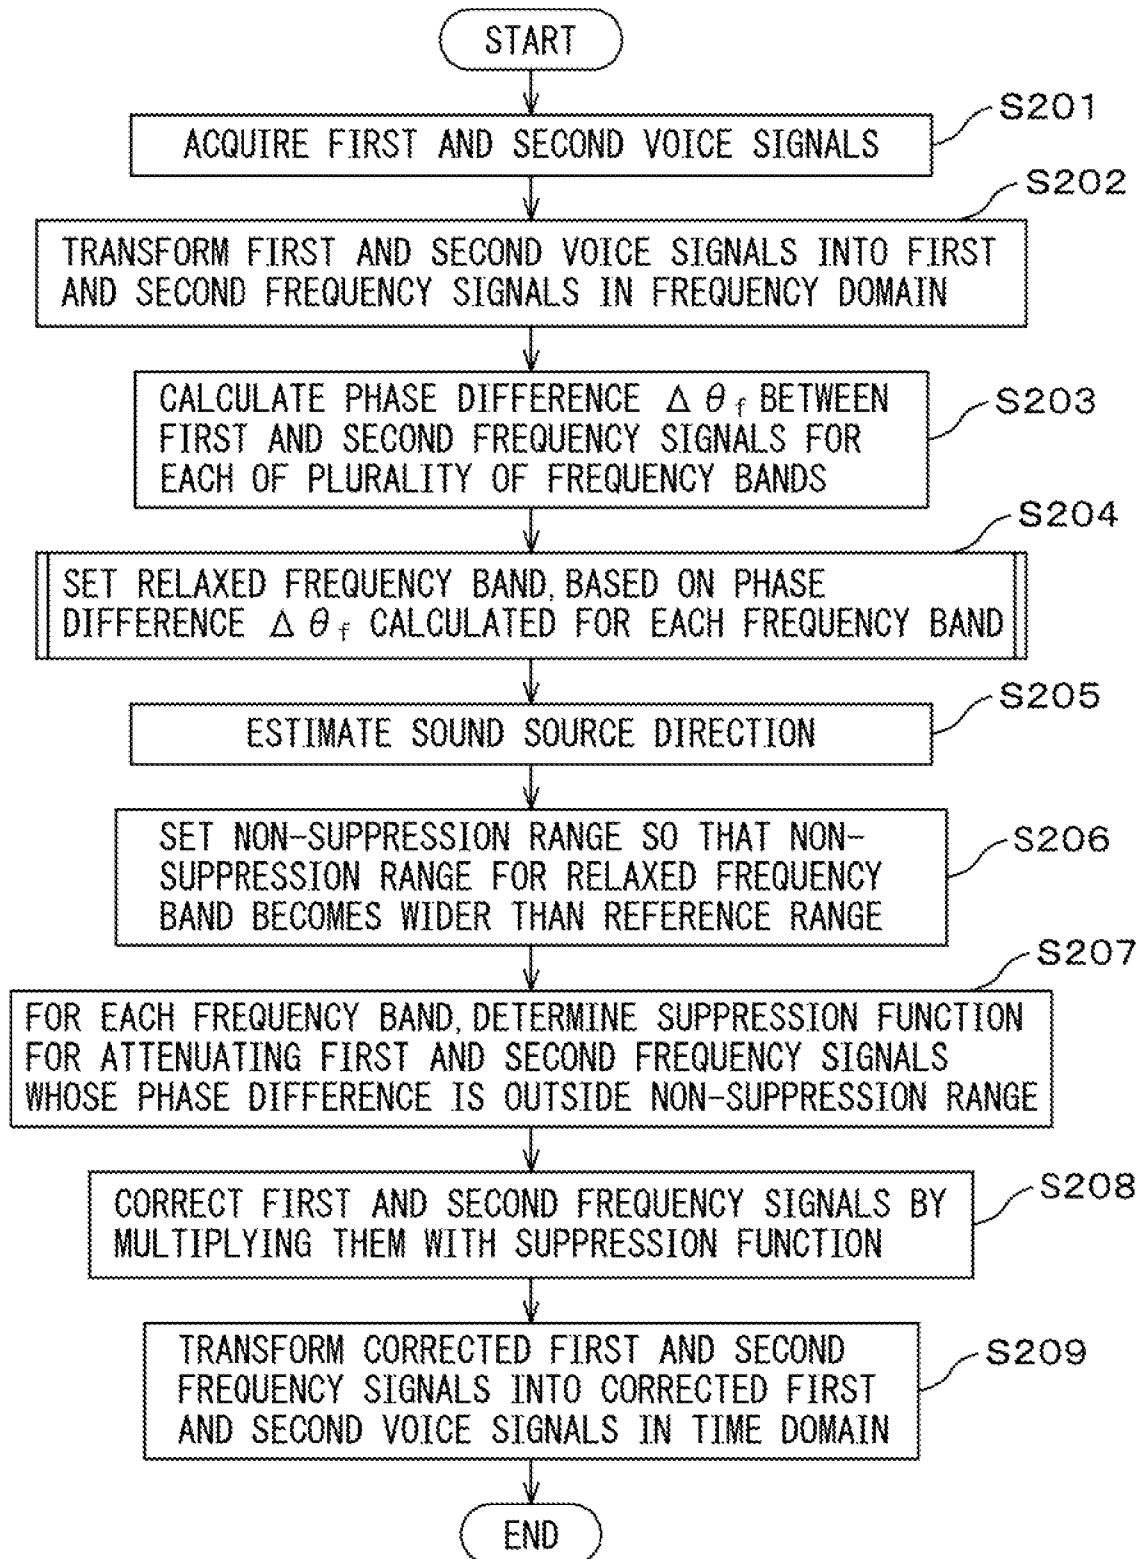 START
S201
ACQUIRE FIRST AND SECOND VOICE SIGNALS
S202
TRANSFORM FIRST AND SECOND VOICE SIGNALS INTO FIRST
AND SECOND FREQUENCY SIGNALS IN FREQUENCY DOMAIN
S203
CALCULATE PHASE DIFFERENCE Δθf BETWEEN
FIRST AND SECOND FREQUENCY SIGNALS FOR
EACH OF PLURALITY OF FREQUENCY BANDS
S204
SET RELAXED FREQUENCY BAND, BASED ON PHASE
DIFFERENCE Δθf CALCULATED FOR EACH FREQUENCY BAND
S205
ESTIMATE SOUND SOURCE DIRECTION
S206
SET NON-SUPPRESSION RANGE SO THAT NON-
SUPPRESSION RANGE FOR RELAXED FREQUENCY
BAND BECOMES WIDER THAN REFERENCE RANGE
S207
FOR EACH FREQUENCY BAND, DETERMINE SUPPRESSION FUNCTION
FOR ATTENUATING FIRST AND SECOND FREQUENCY SIGNALS
WHOSE PHASE DIFFERENCE IS OUTSIDE NON-SUPPRESSION RANGE
S208
CORRECT FIRST AND SECOND FREQUENCY SIGNALS BY
MULTIPLYING THEM WITH SUPPRESSION FUNCTION
S209
TRANSFORM CORRECTED FIRST AND SECOND
FREQUENCY SIGNALS INTO CORRECTED FIRST
AND SECOND VOICE SIGNALS IN TIME DOMAIN
END